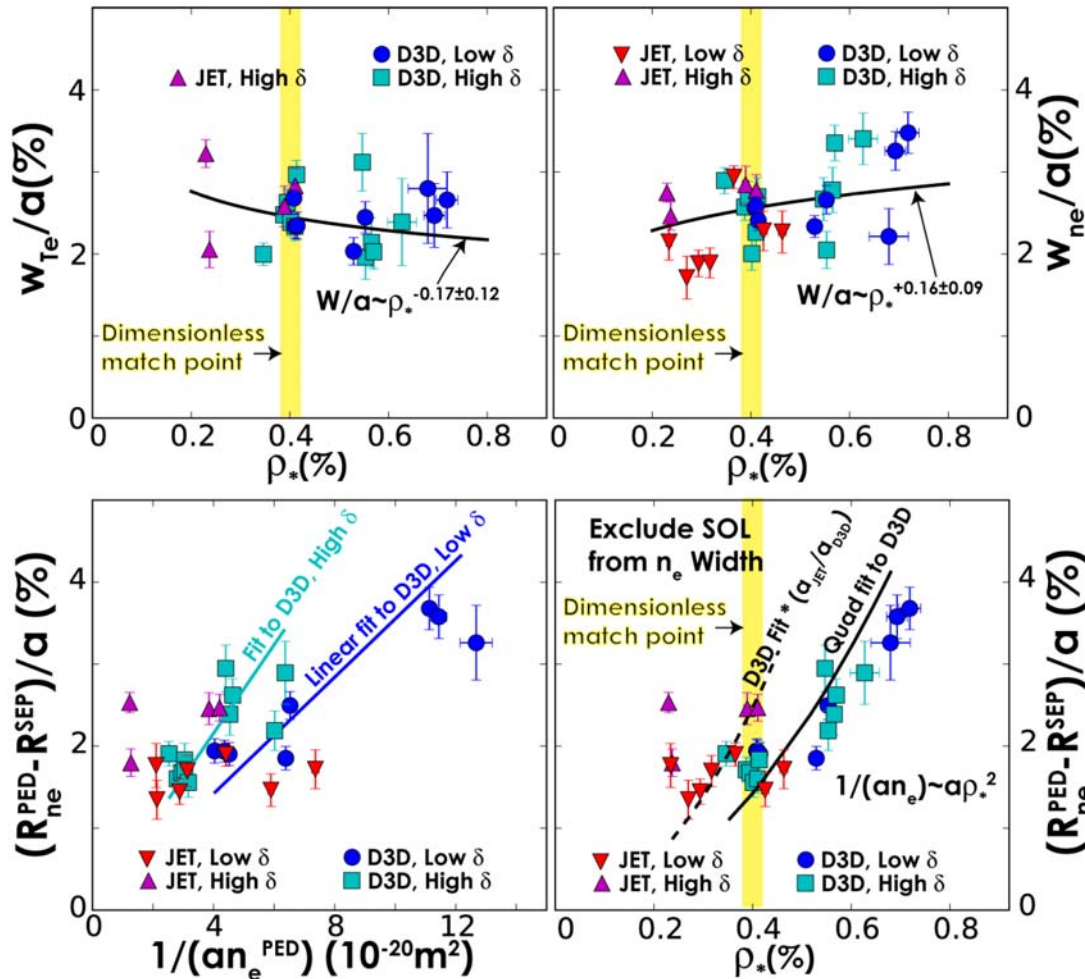 4
2
0
W_Te/a(%)
JET, High δ
D3D, Low δ
D3D, High δ
W/a~ρ*^-0.17±0.12
Dimensionless
match point
0 0.2 0.4 0.6 0.8
ρ*(%)
JET, Low δ
JET, High δ
D3D, Low δ
D3D, High δ
W/a~ρ*^+0.16±0.09
Dimensionless
match point
4
2
0
W_ne/a(%)
0 0.2 0.4 0.6 0.8
ρ*(%)
4
2
0
(R_ne^PED-R^SEP)/a (%)
Fit to D3D, High δ
Linear fit to D3D, Low δ
JET, Low δ
JET, High δ
D3D, Low δ
D3D, High δ
0 4 8 12
1/(an_e^PED) (10^-20m^2)
Exclude SOL
from n_e Width
Dimensionless
match point
D3D Fit * (a_JET/a_D3D)
Quad fit to D3D
1/(an_e)~aρ*^2
JET, Low δ
JET, High δ
D3D, Low δ
D3D, High δ
4
2
0
(R_ne^PED-R^SEP)/a (%)
0 0.2 0.4 0.6 0.8
ρ*(%)